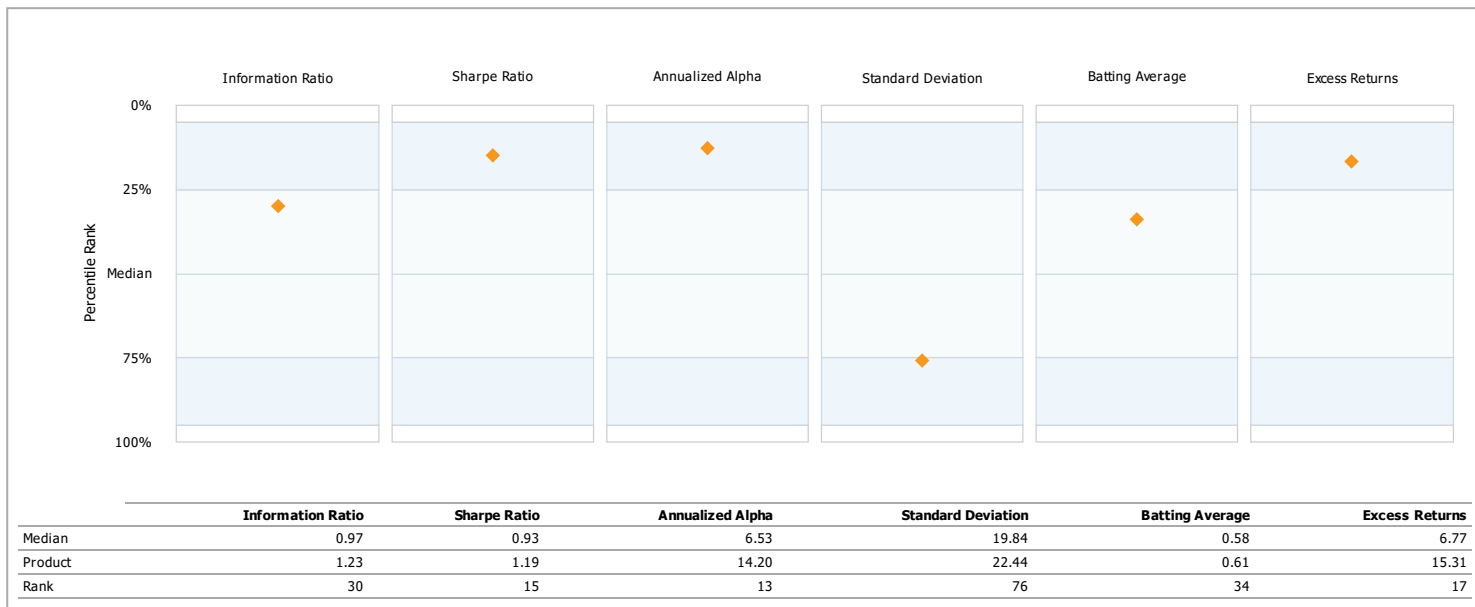 Information Ratio Sharpe Ratio Annualized Alpha Standard Deviation Batting Average Excess Returns
0%
25%
Median
75%
100%
Percentile Rank
Information Ratio Sharpe Ratio Annualized Alpha Standard Deviation Batting Average Excess Returns
Median 0.97 0.93 6.53 19.84 0.58 6.77
Product 1.23 1.19 14.20 22.44 0.61 15.31
Rank 30 15 13 76 34 17